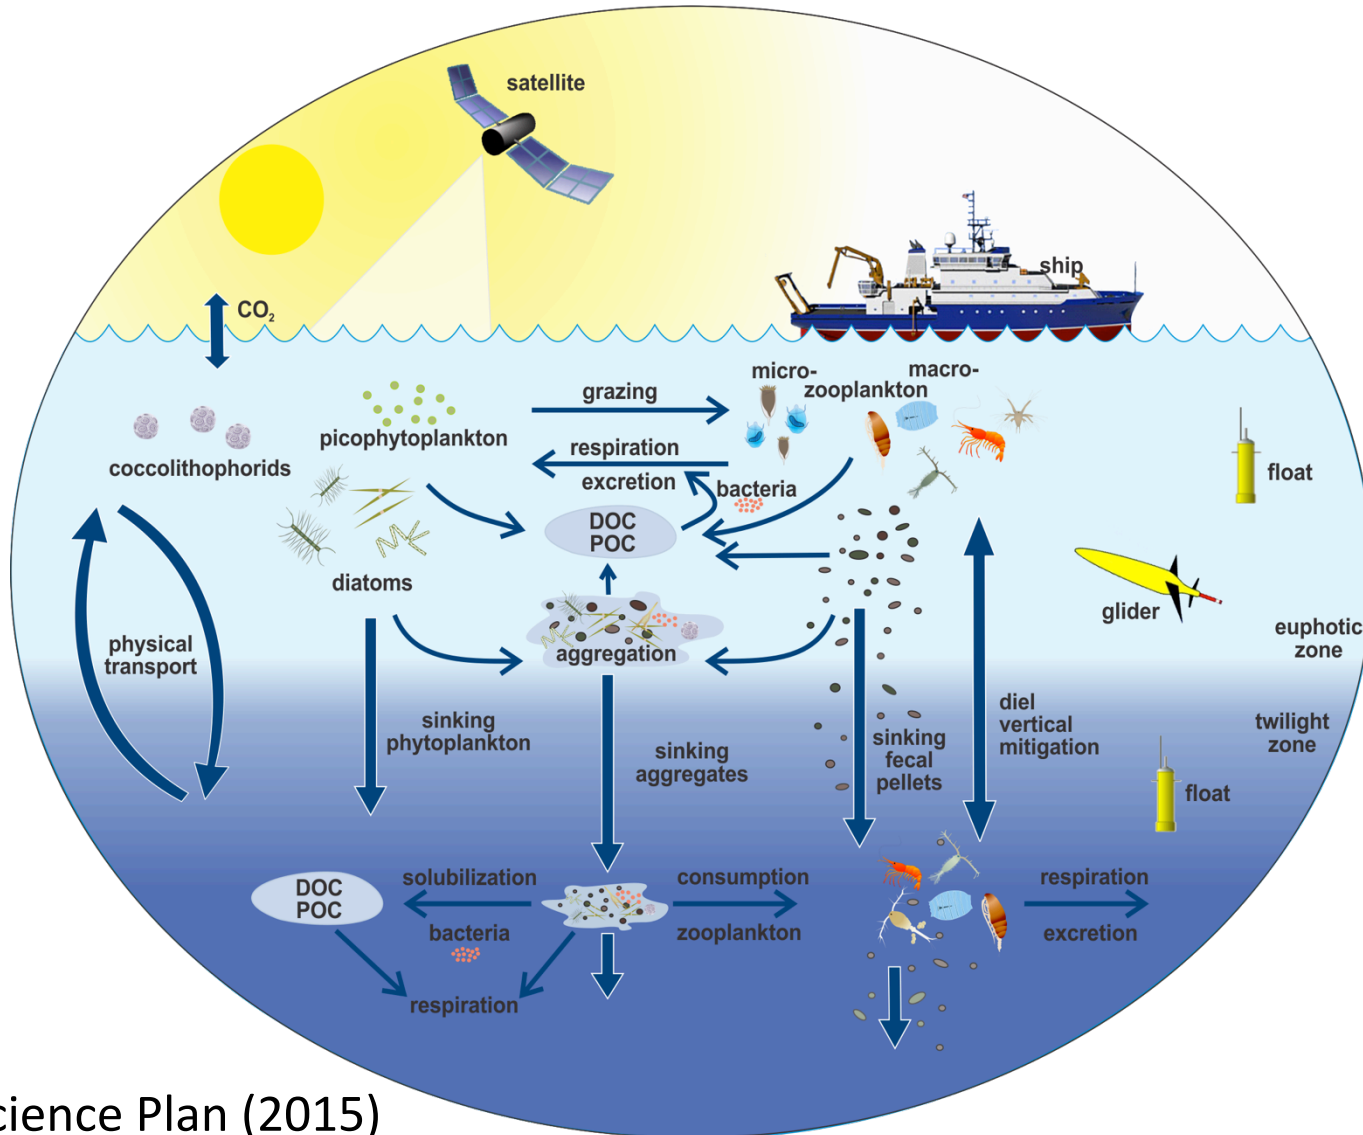 satellite
ship
CO₂
micro-
macro-
zooplankton
grazing
picophytoplankton
coccolithophorids
respiration
excretion
bacteria
float
DOC
POC
diatoms
glider
aggregation
euphotic
zone
physical
transport
sinking
phytoplankton
sinking
aggregates
sinking
fecal
pellets
diel
vertical
mitigation
twilight
zone
float
DOC
POC
solubilization
bacteria
consumption
zooplankton
respiration
excretion
respiration
cience Plan (2015)